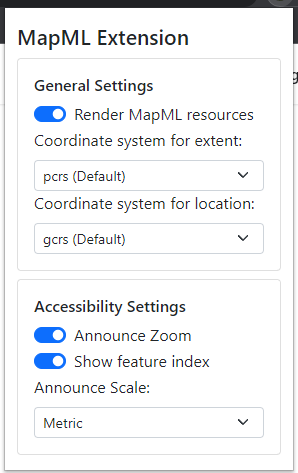 MapML Extension
General Settings
Render MapML resources
Coordinate system for extent:
pcrs (Default)
Coordinate system for location:
gcrs (Default)
Accessibility Settings
Announce Zoom
Show feature index
Announce Scale:
Metric